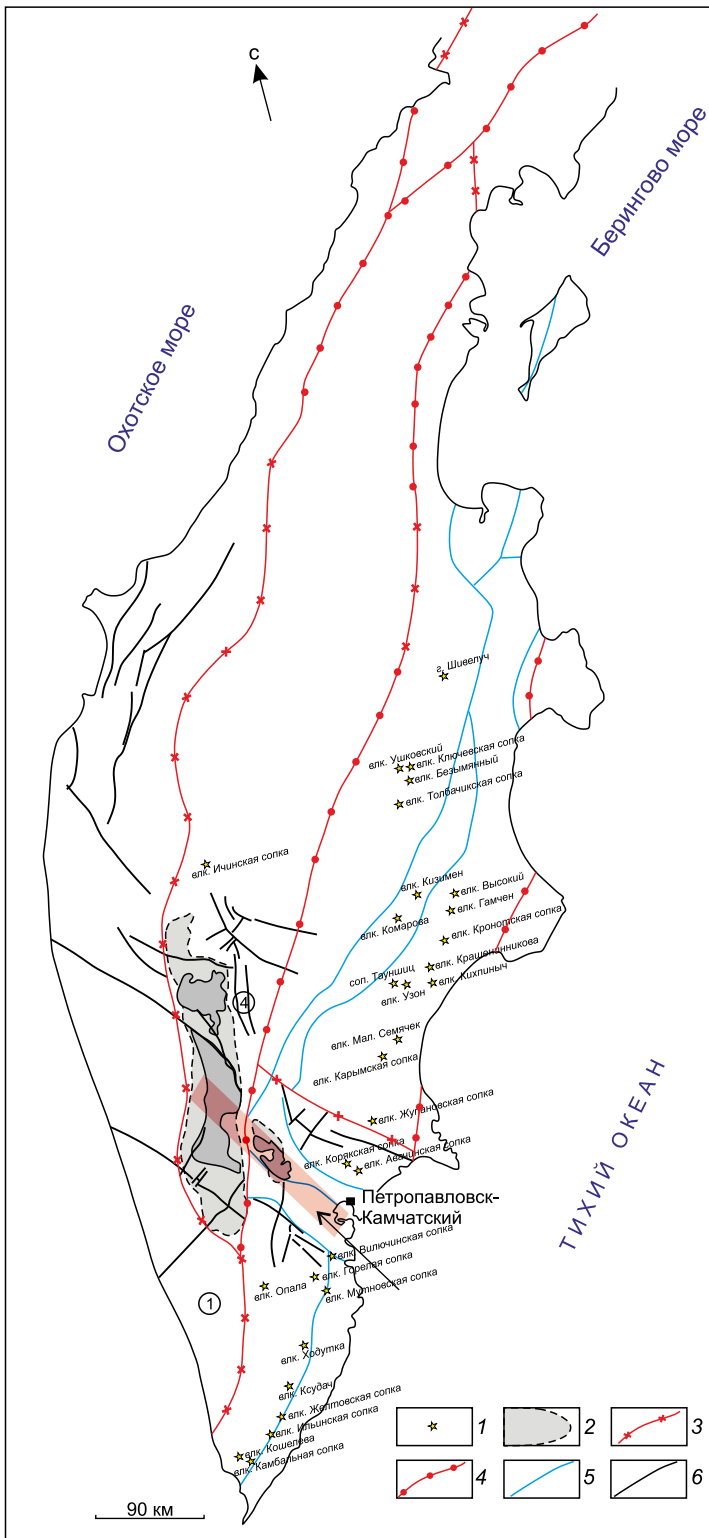 с
Берингово море
Охотское море
г. Шивелуч
влк. Ушковский
влк. Ключевская сопка
влк. Безымянный
влк. Толбачикская сопка
влк. Ичинская сопка
влк. Кизимен
влк. Высокий
влк. Гамчен
влк. Комарова
влк. Кроноткая сопка
влк. Крашенинникова
соп. Тауншиц
влк. Узон
влк. Кихпиныч
4
влк. Мал. Семячек
влк. Карымская сопка
влк. Жупановская сопка
влк. Корякская сопка
влк. Авачинская сопка
ТИХИЙ ОКЕАН
Петропавловск-
Камчатский
влк. Вилючинская сопка
влк. Горелая сопка
влк. Опала
влк. Мутновская сопка
1
влк. Ходутка
влк. Ксудач
влк. Желтовская сопка
влк. Ильинская сопка
влк. Кошелева
влк. Камбальная сопка
1
2
3
4
5
6
90 км